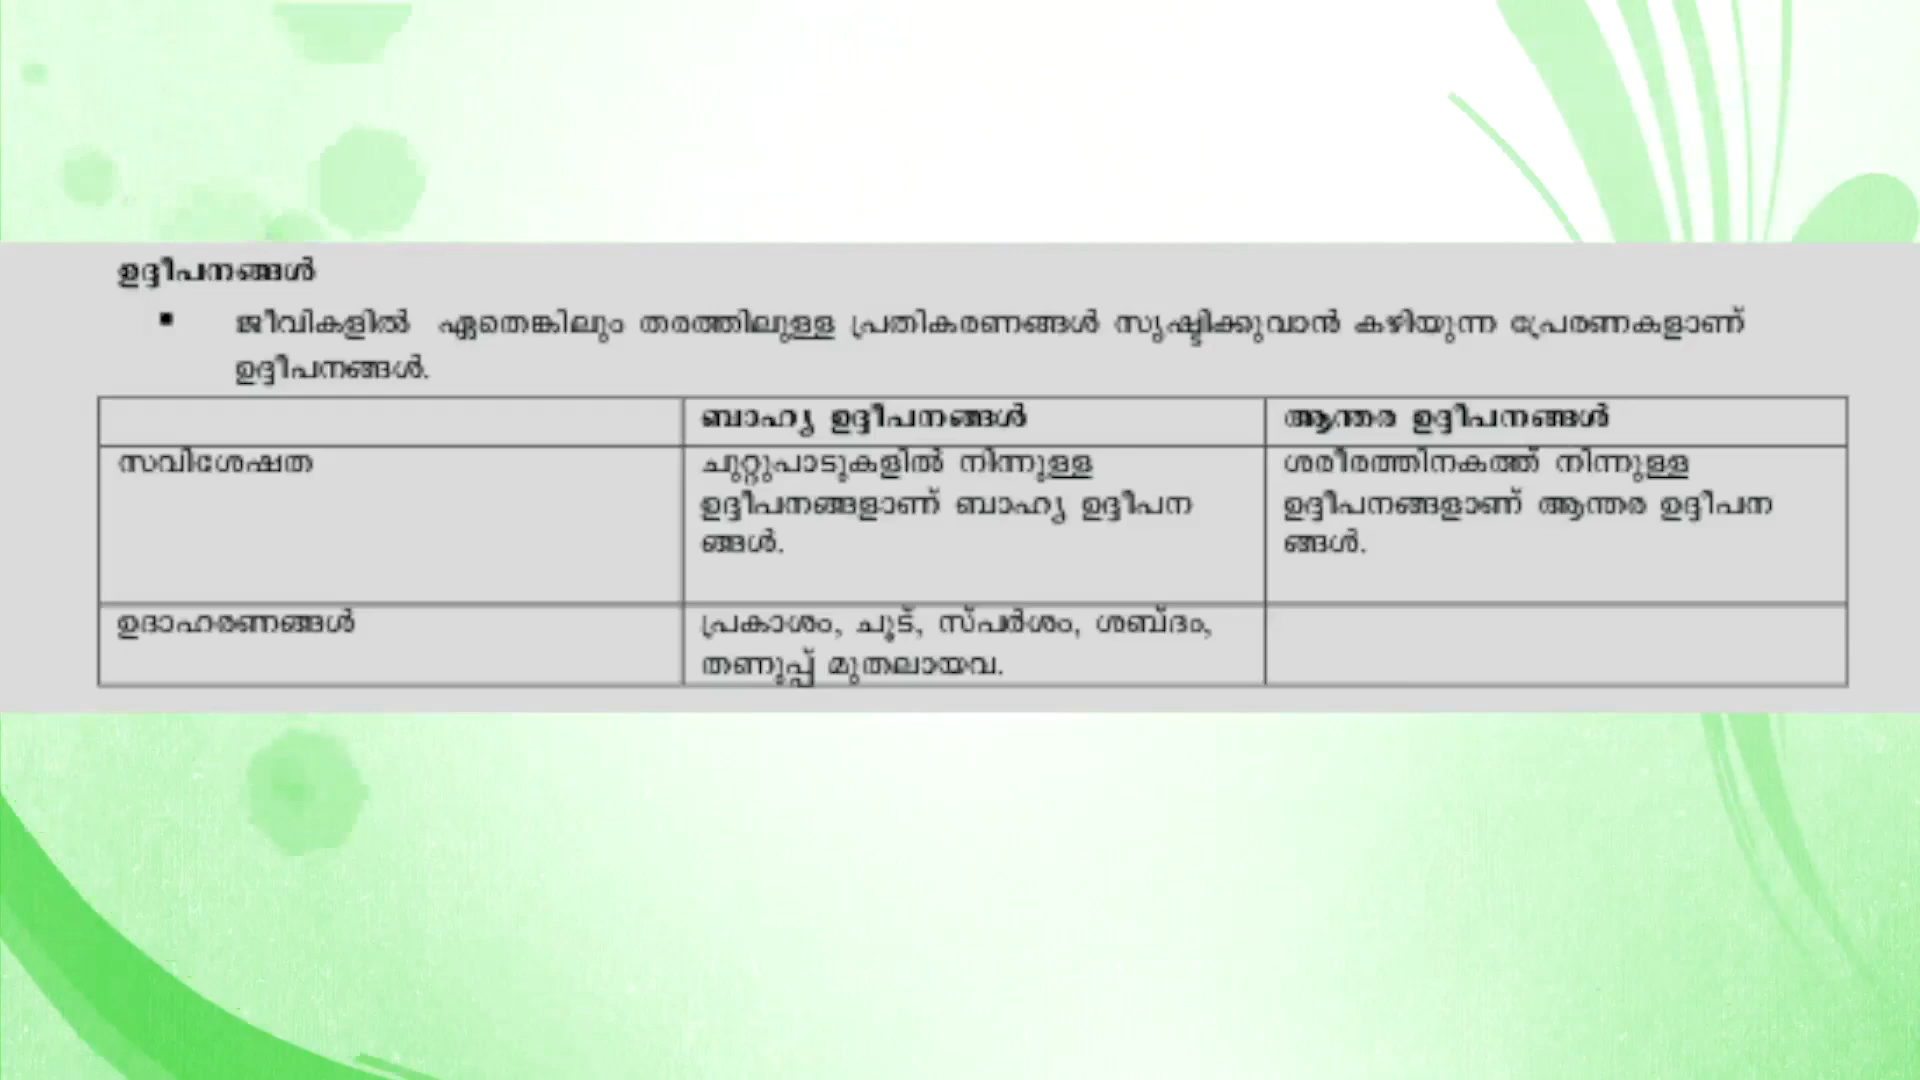 ഉദ്ദീപനങ്ങൾ
▪ ജീവികളിൽ ഏതെങ്കിലും തരത്തിലുള്ള പ്രതികരണങ്ങൾ സൃഷ്ടിക്കുവാൻ കഴിയുന്ന പ്രേരണകളാണ്
ഉദ്ദീപനങ്ങൾ.
ബാഹ്യ ഉദ്ദീപനങ്ങൾ ആന്തര ഉദ്ദീപനങ്ങൾ
സവിശേഷത ചുറ്റുപാടുകളിൽ നിന്നുള്ള ശരീരത്തിനകത്ത് നിന്നുള്ള
ഉദ്ദീപനങ്ങളാണ് ബാഹ്യ ഉദ്ദീപന ഉദ്ദീപനങ്ങളാണ് ആന്തര ഉദ്ദീപന
ങ്ങൾ. ങ്ങൾ.
ഉദാഹരണങ്ങൾ പ്രകാശം, ചൂട്, സ്പർശം, ശബ്ദം,
തണുപ്പ് മുതലായവ.